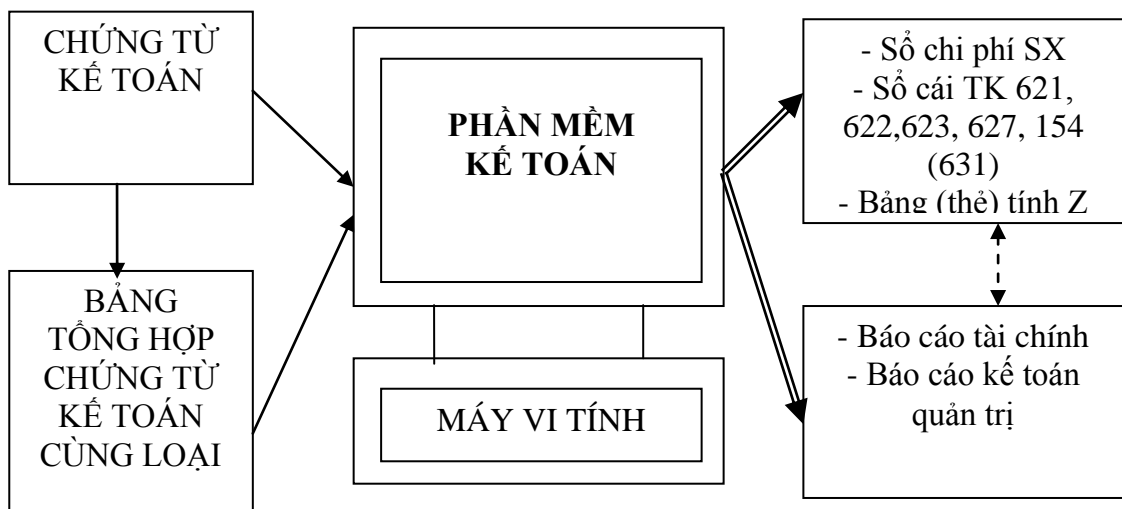 CHỨNG TỪ
KẾ TOÁN
BẢNG
TỔNG HỢP
CHỨNG TỪ
KẾ TOÁN
CÙNG LOẠI
PHẦN MỀM
KẾ TOÁN
MÁY VI TÍNH
- Sổ chi phí SX
- Sổ cái TK 621,
622,623, 627, 154
(631)
- Bảng (thẻ) tính Z
- Báo cáo tài chính
- Báo cáo kế toán
quản trị